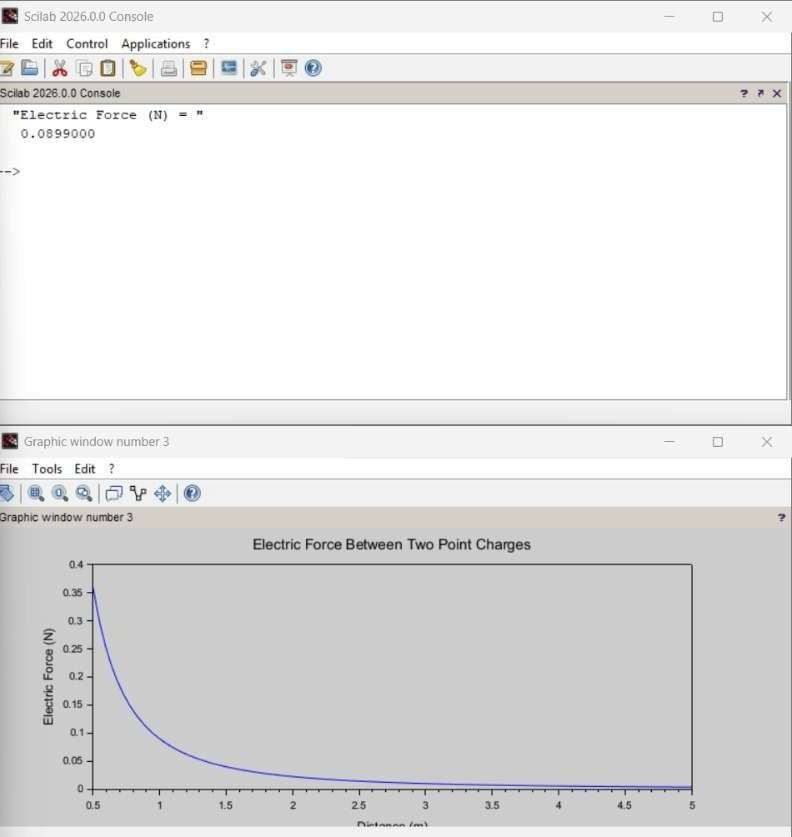 Scilab 2026.0.0 Console
File Edit Control Applications ?
Scilab 2026.0.0 Console
"Electric Force (N) = "
0.0899000
-->
Graphic window number 3
File Tools Edit ?
Graphic window number 3
Electric Force Between Two Point Charges
Electric Force (N)
0.4
0.35
0.3
0.25
0.2
0.15
0.1
0.05
0
0.5 1 1.5 2 2.5 3 3.5 4 4.5 5
Distance (m)